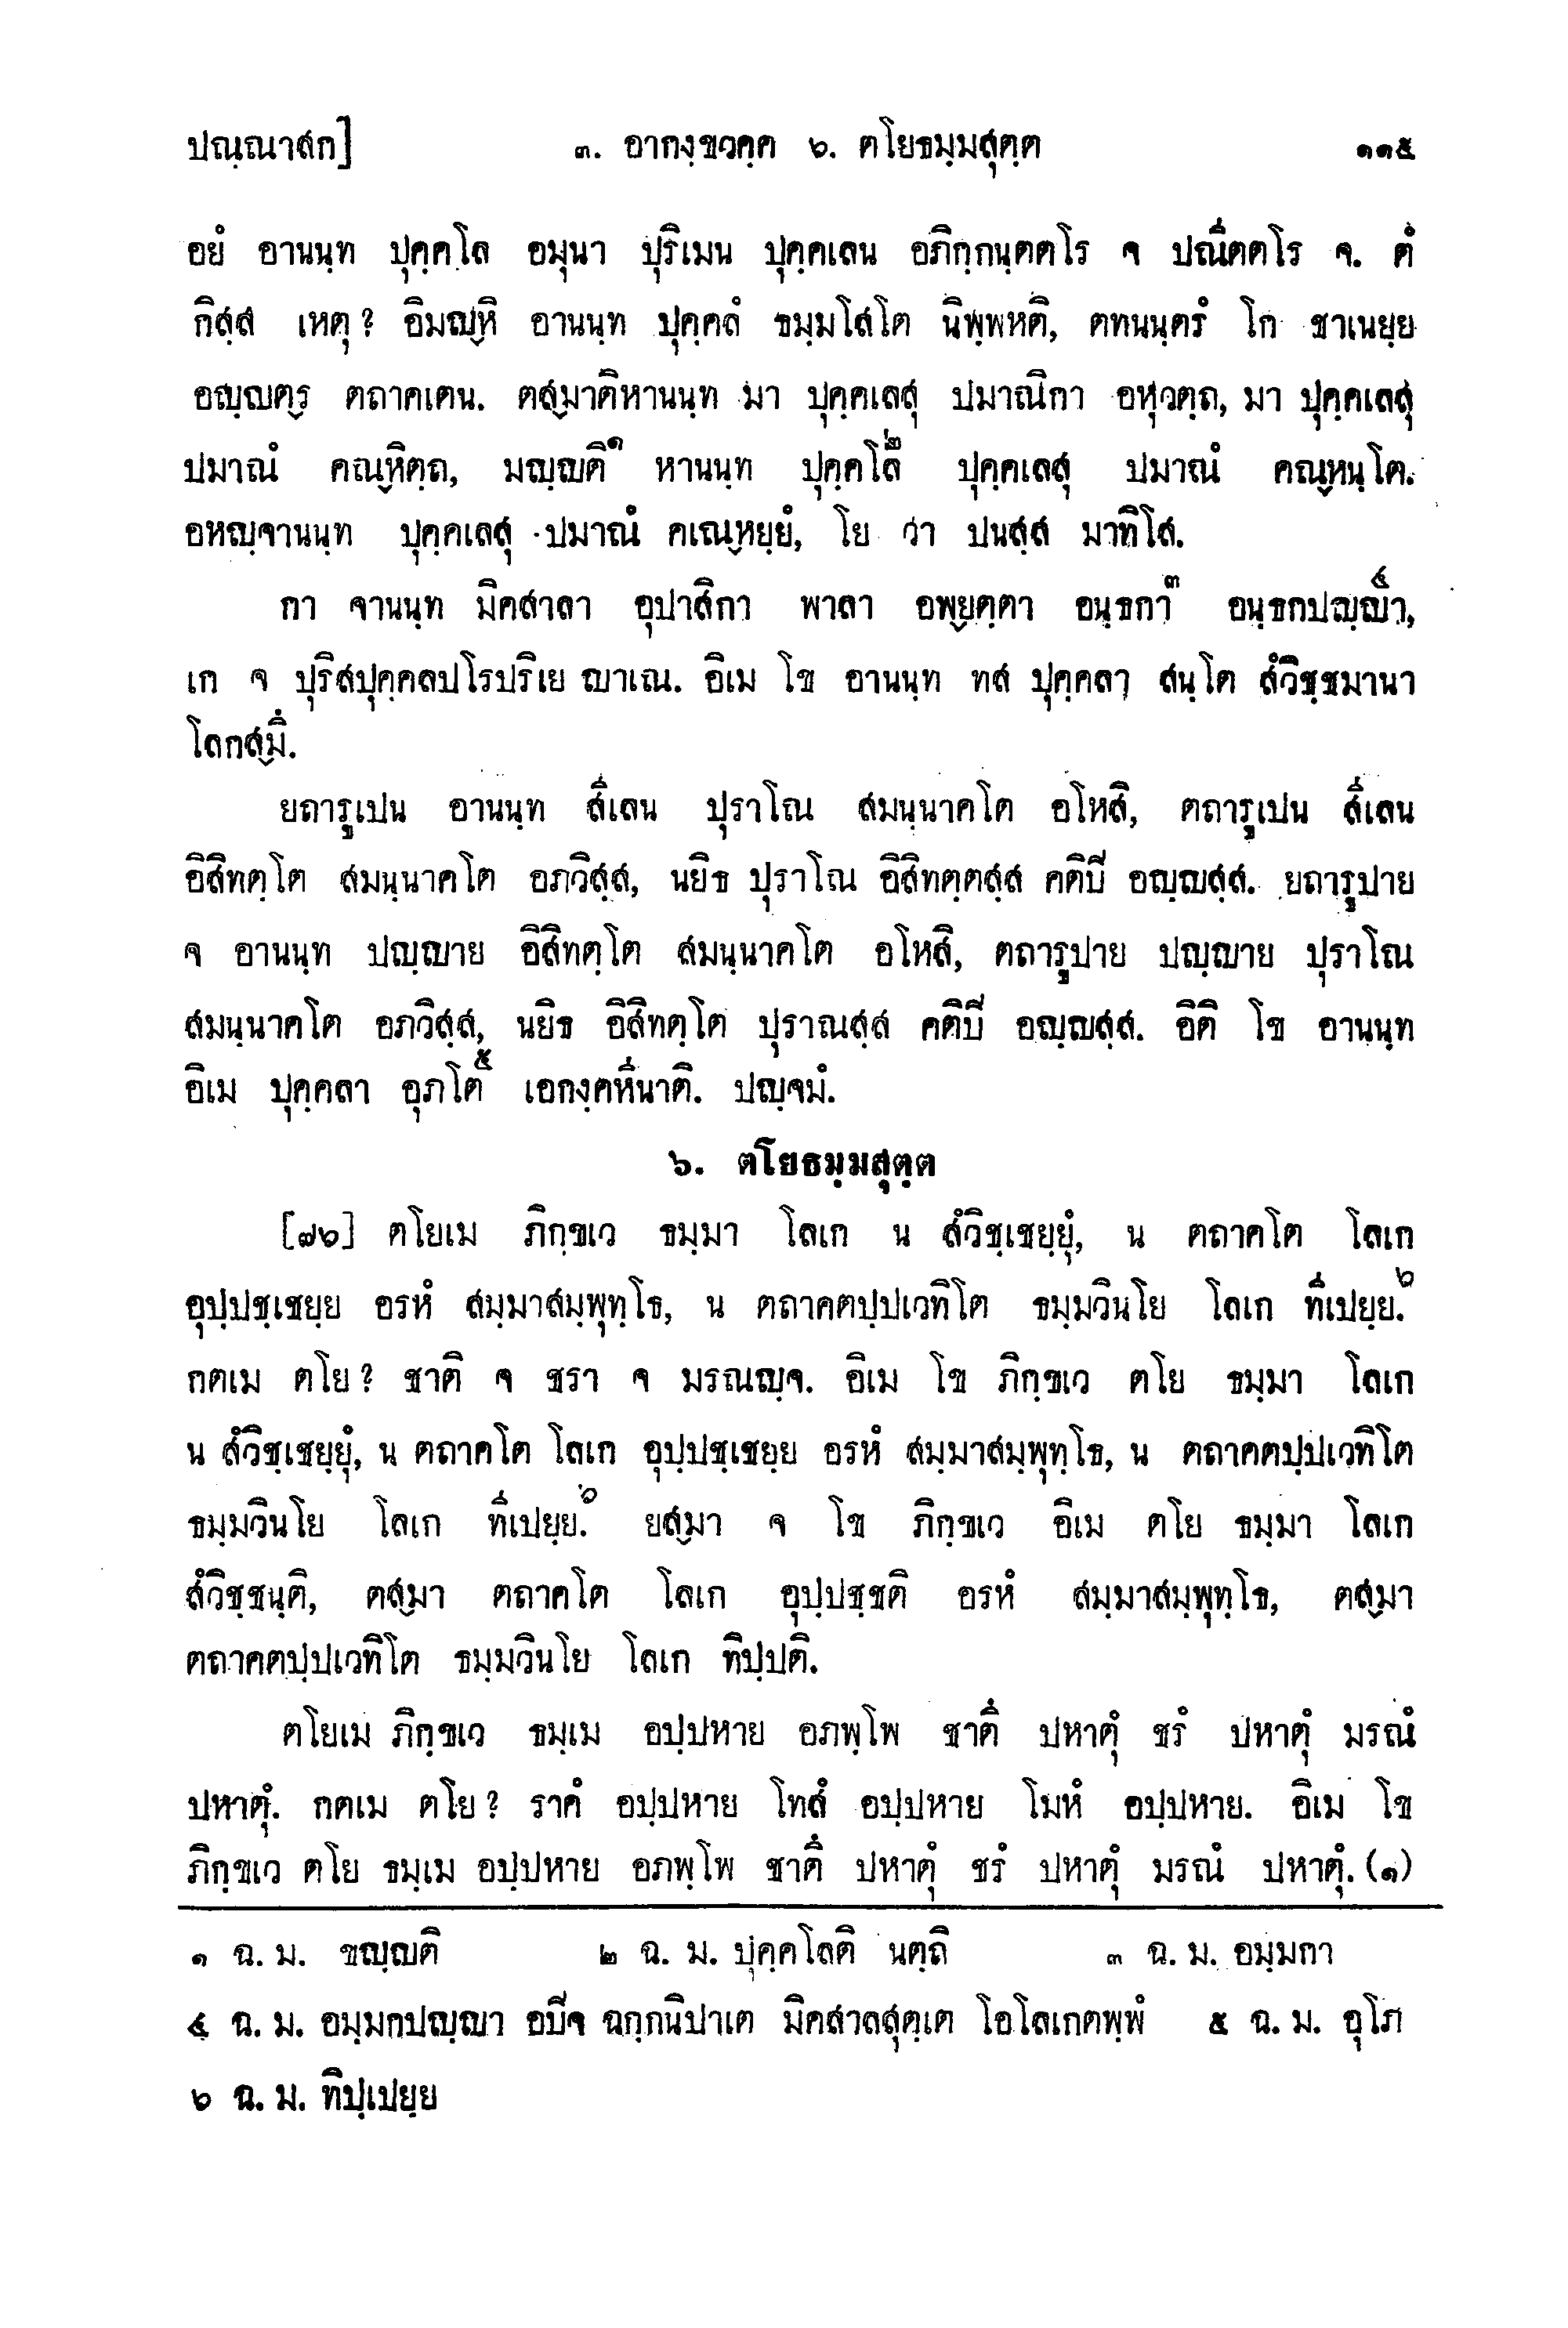 ปณฺณาสก]	๓. อากงฺขวคฺค ๖. ตโยธมฺมสุตฺต	๑๑๕
อยํ อานนฺท ปุคฺคโล อมุนา ปุริเมน ปุคฺคเลน อภิกฺกนฺตตโร จ ปณีตตโร จ. ตํ
กิสฺส เหตุ? อิมญฺหิ อานนฺท ปุคฺคลํ ธมฺมโสโต นิพฺพหติ, ตทนนฺตรํ โก ชาเนยฺย
อญฺญตฺร ตถาคเตน. ตสฺมาติหานนฺท มา ปุคฺคเลสุ ปมาณิกา อหุวตฺถ, มา ปุคฺคเลสุ
ปมาณํ คณฺหิตฺถ, มญฺญติ๑ หานนฺท ปุคฺคโล๒ ปุคฺคเลสุ ปมาณํ คณฺหนฺโต.
อหญฺจานนฺท ปุคฺคเลสุ ปมาณํ คเณฺหยฺยํ, โย วา ปนสฺส มาทิโส.
กา จานนฺท มิคสาลา อุปาสิกา พาลา อพฺยตฺตา อนฺธกา๓ อนฺธกปญฺญา๔,
เก จ ปุริสปุคฺคลปโรปริเย ญาเณ. อิเม โข อานนฺท ทส ปุคฺคลา สนฺโต สํวิชฺชมานา
โลกสฺมึ.
ยถารูเปน อานนฺท สีเลน ปุราโณ สมนฺนาคโต อโหสิ, ตถารูเปน สีเลน
อิสิทตฺโต สมนฺนาคโต อภวิสฺส, นยิธ ปุราโณ อิสิทตฺตสฺส คติมฺปิ อญฺญสฺส. ยถารูปาย
จ อานนฺท ปญฺญาย อิสิทตฺโต สมนฺนาคโต อโหสิ, ตถารูปาย ปญฺญาย ปุราโณ
สมนฺนาคโต อภวิสฺส, นยิธ อิสิทตฺโต ปุราณสฺส คติมฺปิ อญฺญสฺส. อิติ โข อานนฺท
อิเม ปุคฺคลา อุภโต๕ เอกงฺคหีนาติ. ปญฺจมํ.
๖. ตโยธมฺมสุตฺต
[๗๖] ตโยเม ภิกฺขเว ธมฺมา โลเก น สํวิชฺเชยฺยุํ, น ตถาคโต โลเก
อุปฺปชฺเชยฺย อรหํ สมฺมาสมฺพุทฺโธ, น ตถาคตปฺปเวทิโต ธมฺมวินโย โลเก ทีเปยฺย.๖
กตเม ตโย? ชาติ จ ชรา จ มรณญฺจ. อิเม โข ภิกฺขเว ตโย ธมฺมา โลเก
น สํวิชฺเชยฺยุํ, น ตถาคโต โลเก อุปฺปชฺเชยฺย อรหํ สมฺมาสมฺพุทฺโธ, น ตถาคตปฺปเวทิโต
ธมฺมวินโย โลเก ทีเปยฺย.๖ ยสฺมา จ โข ภิกฺขเว อิเม ตโย ธมฺมา โลเก
สํวิชฺชนฺติ, ตสฺมา ตถาคโต โลเก อุปฺปชฺชติ อรหํ สมฺมาสมฺพุทฺโธ, ตสฺมา
ตถาคตปฺปเวทิโต ธมฺมวินโย โลเก ทิปฺปติ.
ตโยเม ภิกฺขเว ธมฺเม อปฺปหาย อภพฺโพ ชาตึ ปหาตุํ ชรํ ปหาตุํ มรณํ
ปหาตุํ. กตเม ตโย? ราคํ อปฺปหาย โทสํ อปฺปหาย โมหํ อปฺปหาย. อิเม โข
ภิกฺขเว ตโย ธมฺเม อปฺปหาย อภพฺโพ ชาตึ ปหาตุํ ชรํ ปหาตุํ มรณํ ปหาตุํ. (๑)
๑ ฉ. ม. ขญฺญติ	๒ ฉ. ม. ปุคฺคโลติ นตฺถิ	๓ ฉ. ม. อมฺมกา
๔ ฉ. ม. อมฺมกปญฺญา อปิจ ฉกฺกนิปาเต มิคสาลสุตฺเต โอโลเกตพฺพํ	๕ ฉ. ม. อุโภ
๖ ฉ. ม. ทิปฺเปยฺย